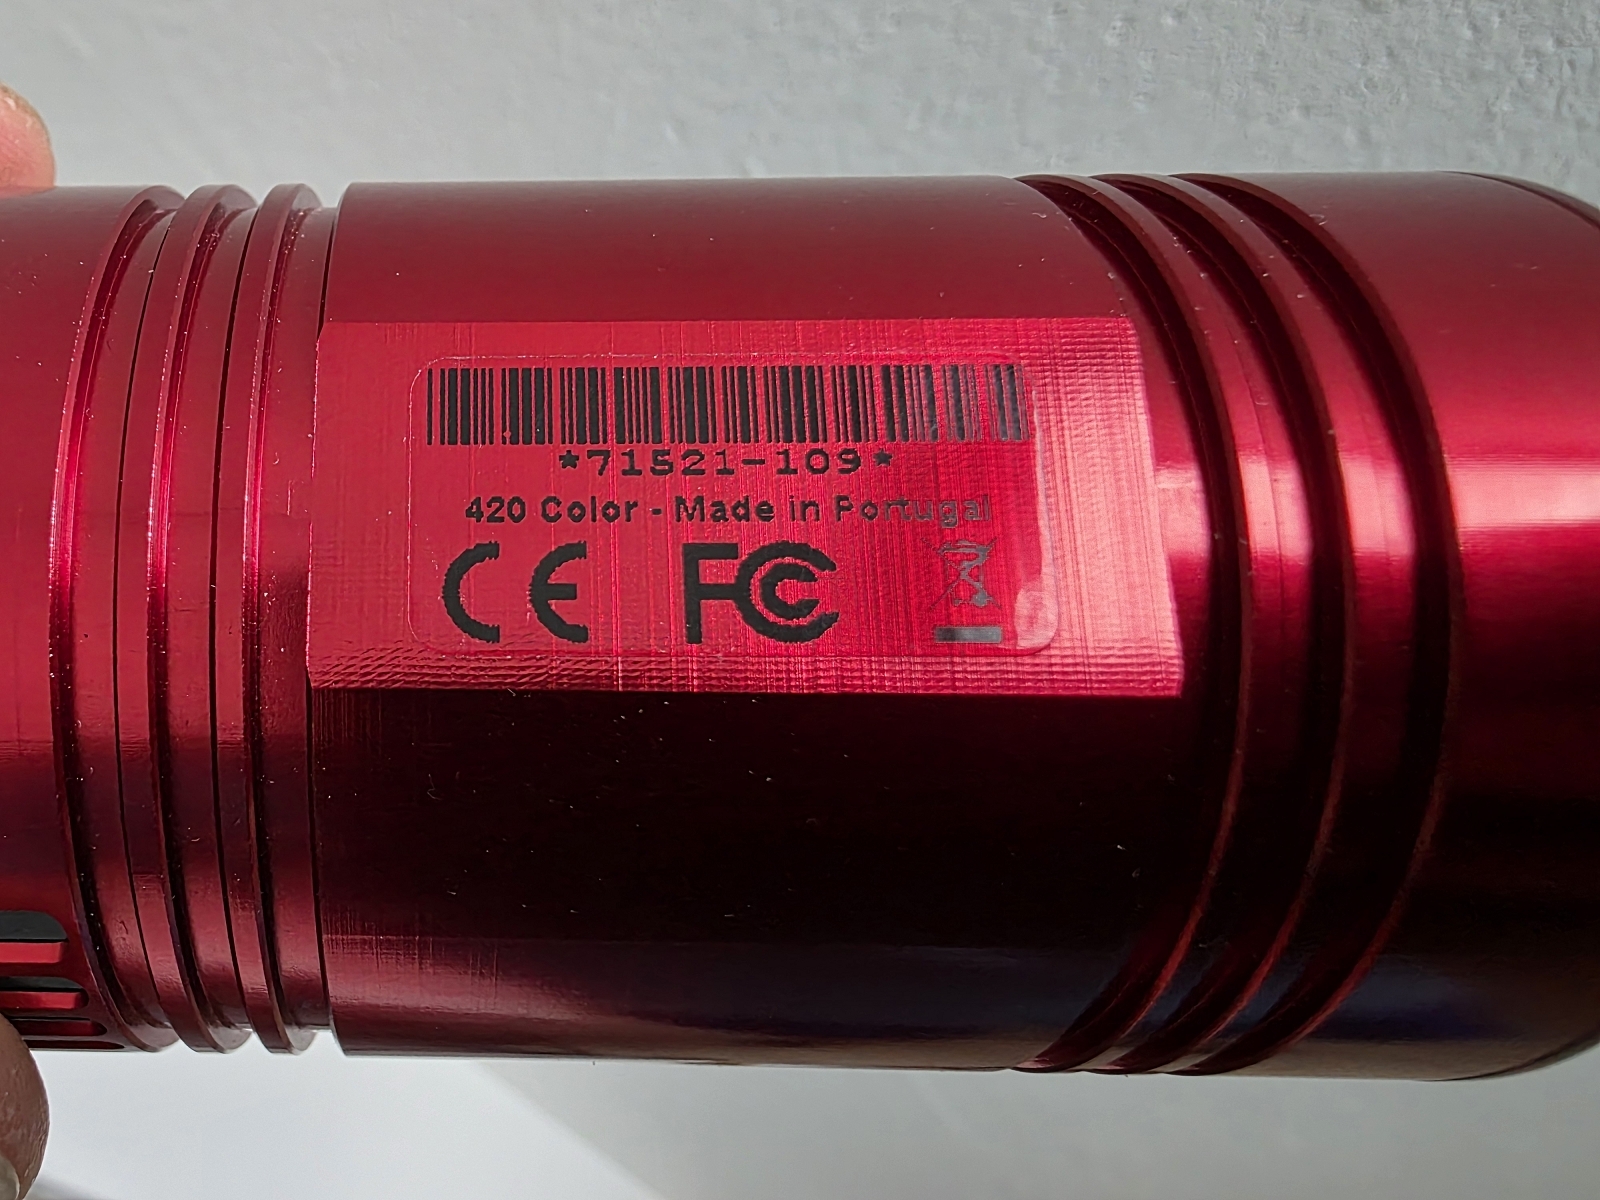 *71521-109*
420 Color - Made in Portugal
CE FC